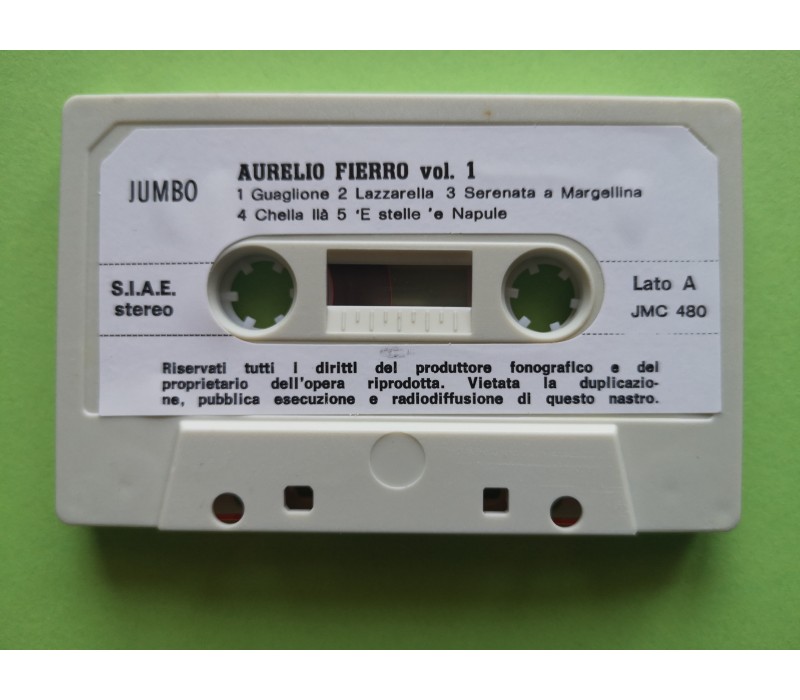 JUMBO
AURELIO FIERRO vol. 1
1 Guaglione 2 Lazzarella 3 Serenata a Margellina
4 Chella llà 5 'E stelle 'e Napule
S.I.A.E.
stereo
Lato A
JMC 480
Riservati tutti i diritti del produttore fonografico e del
proprietario dell'opera riprodotta. Vietata la duplicazio-
ne, pubblica esecuzione e radiodiffusione di questo nastro.